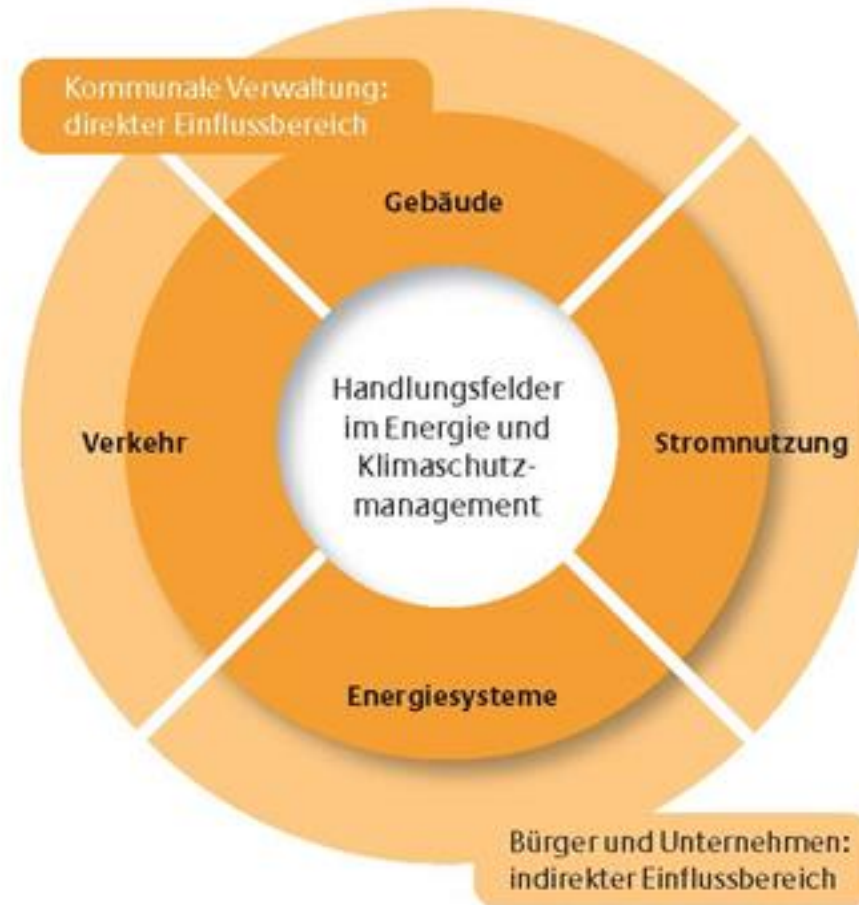 Kommunale Verwaltung:
direkter Einflussbereich
Gebäude
Handlungsfelder
im Energie und
Klimaschutz-
management
Verkehr
Stromnutzung
Energiesysteme
Bürger und Unternehmen:
indirekter Einflussbereich